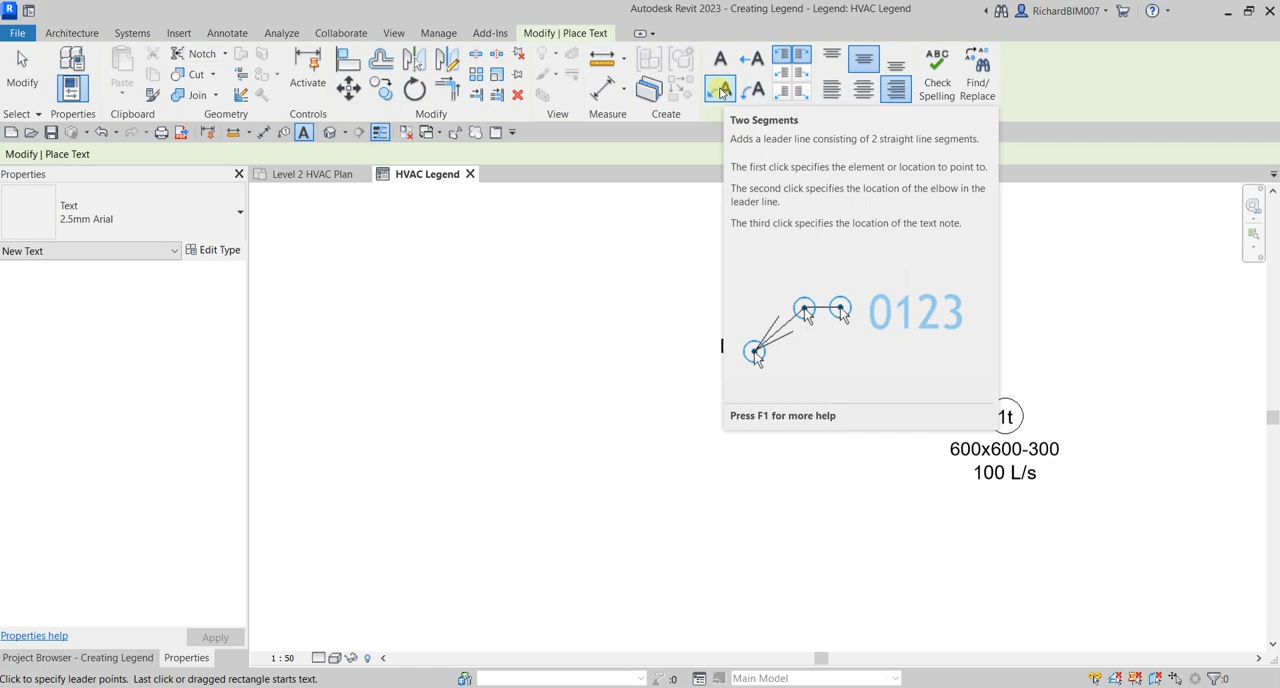 Autodesk Revit 2023 - Creating Legend - Legend: HVAC Legend
RichardBIM007
File
Architecture
Systems
Insert
Annotate
Analyze
Collaborate
View
Manage
Add-Ins
Modify | Place Text
Modify
Notch
Cut
Join
Paste
Activate
Check
Spelling
Find/
Replace
Select
Properties
Clipboard
Geometry
Controls
Modify
View
Measure
Create
Modify | Place Text
Two Segments
Adds a leader line consisting of 2 straight line segments.
The first click specifies the element or location to point to.
The second click specifies the location of the elbow in the
leader line.
The third click specifies the location of the text note.
0123
Press F1 for more help
Properties
Level 2 HVAC Plan
HVAC Legend
Text
2.5mm Arial
New Text
Edit Type
1t
600x600-300
100 L/s
Properties help
Apply
Project Browser - Creating Legend
Properties
1 : 50
Click to specify leader points. Last click or dragged rectangle starts text.
:0
Main Model
:0